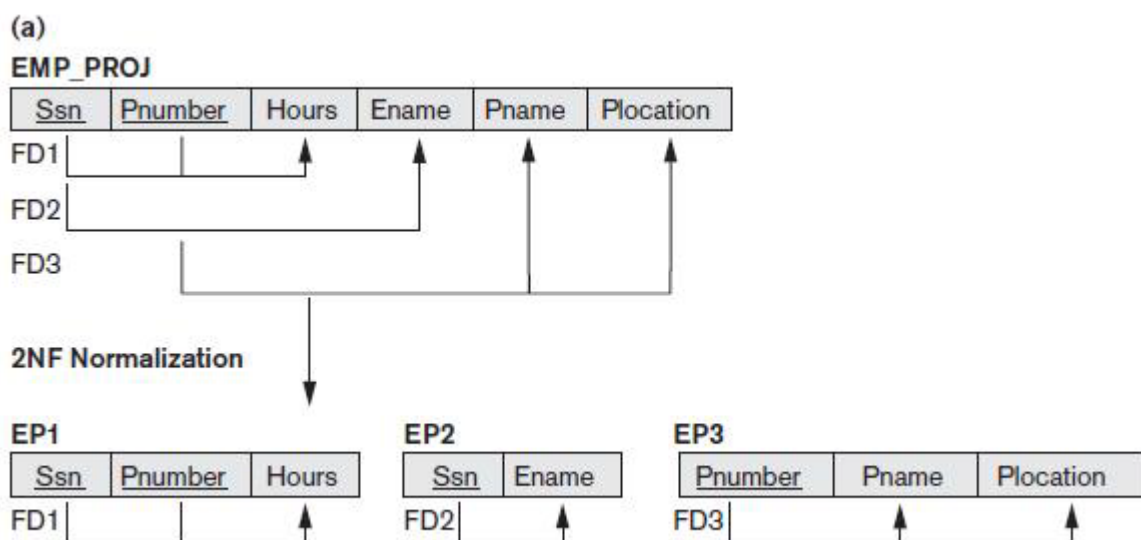 (a)
EMP_PROJ
Ssn Pnumber Hours Ename Pname Plocation
FD1
FD2
FD3
2NF Normalization
EP1 EP2 EP3
Ssn Pnumber Hours Ssn Ename Pnumber Pname Plocation
FD1 FD2 FD3